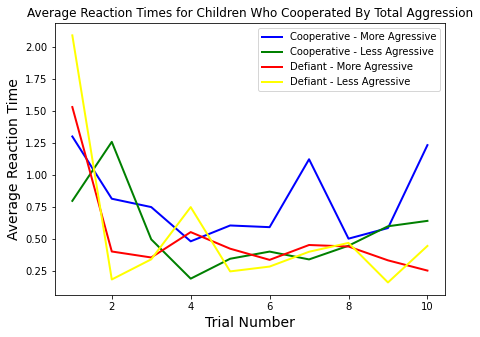 Average Reaction Times for Children Who Cooperated By Total Aggression
Cooperative - More Agressive
Cooperative - Less Agressive
Defiant - More Agressive
Defiant - Less Agressive
Average Reaction Time
2.00
1.75
1.50
1.25
1.00
0.75
0.50
0.25
2 4 6 8 10
Trial Number